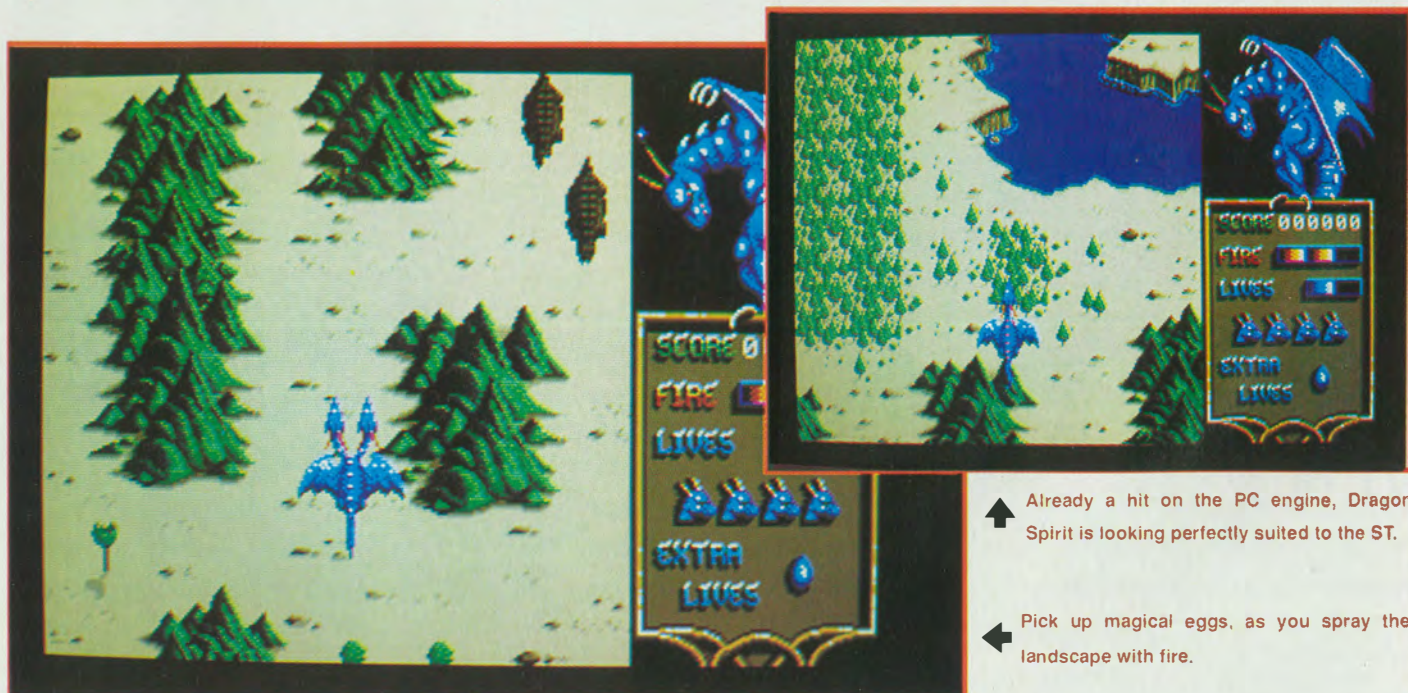 SCORE 0
FIRE
LIVES
EXTRA
LIVES
SCORE 000000
FIRE
LIVES
EXTRA
LIVES
Already a hit on the PC engine, Dragon
Spirit is looking perfectly suited to the ST.
Pick up magical eggs, as you spray the
landscape with fire.